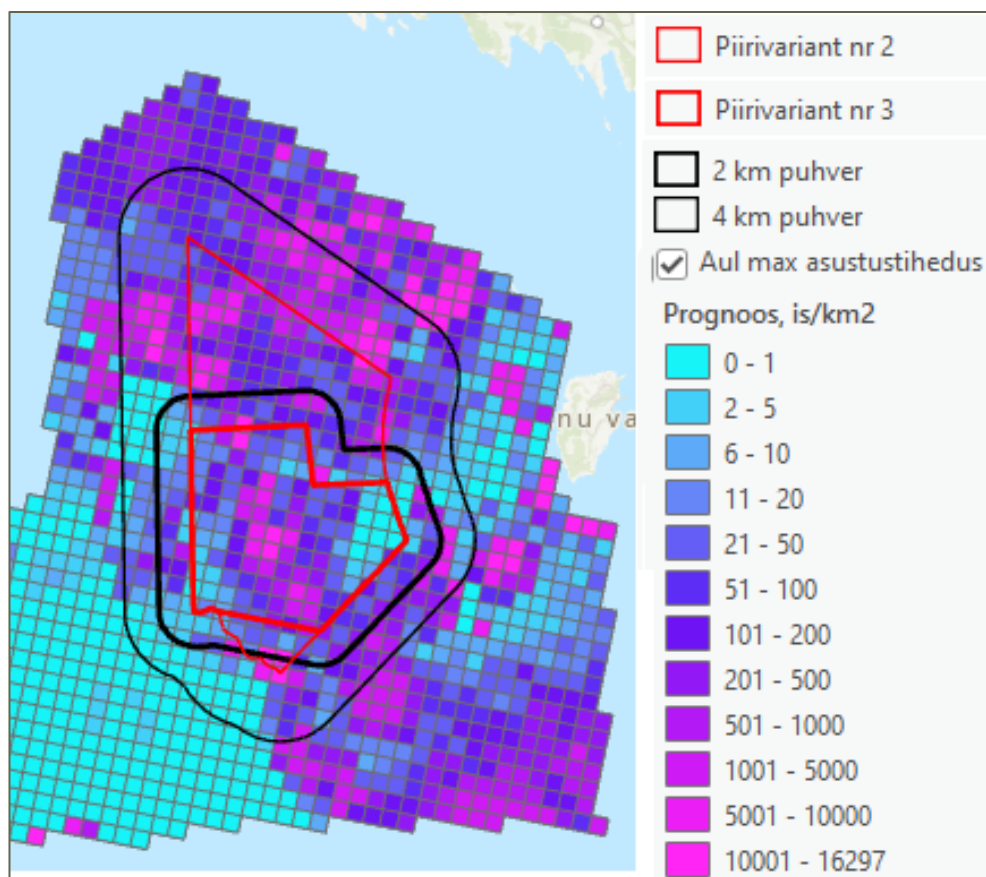 nu va
Piirivariant nr 2
Piirivariant nr 3
2 km puhver
4 km puhver
Aul max asustustihedus
Prognoos, is/km2
0 - 1
2 - 5
6 - 10
11 - 20
21 - 50
51 - 100
101 - 200
201 - 500
501 - 1000
1001 - 5000
5001 - 10000
10001 - 16297